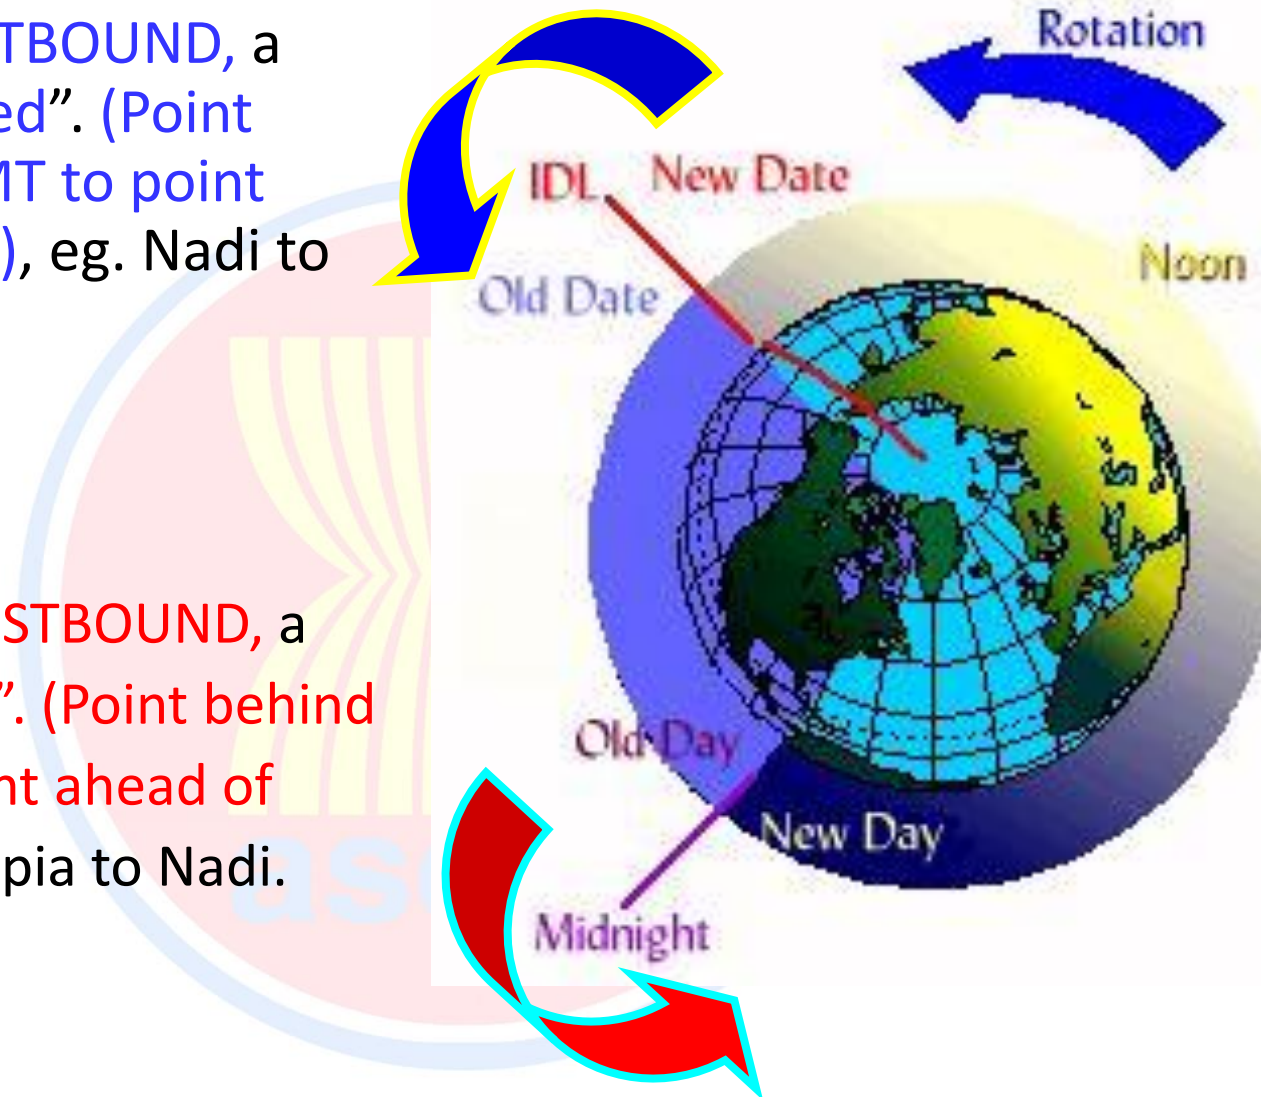 TBOUND, a
ed”. (Point
MT to point
), eg. Nadi to
STBOUND, a
”. (Point behind
nt ahead of
pia to Nadi.
Rotation
IDL New Date
Noon
Old Date
Old Day
New Day
Midnight
as